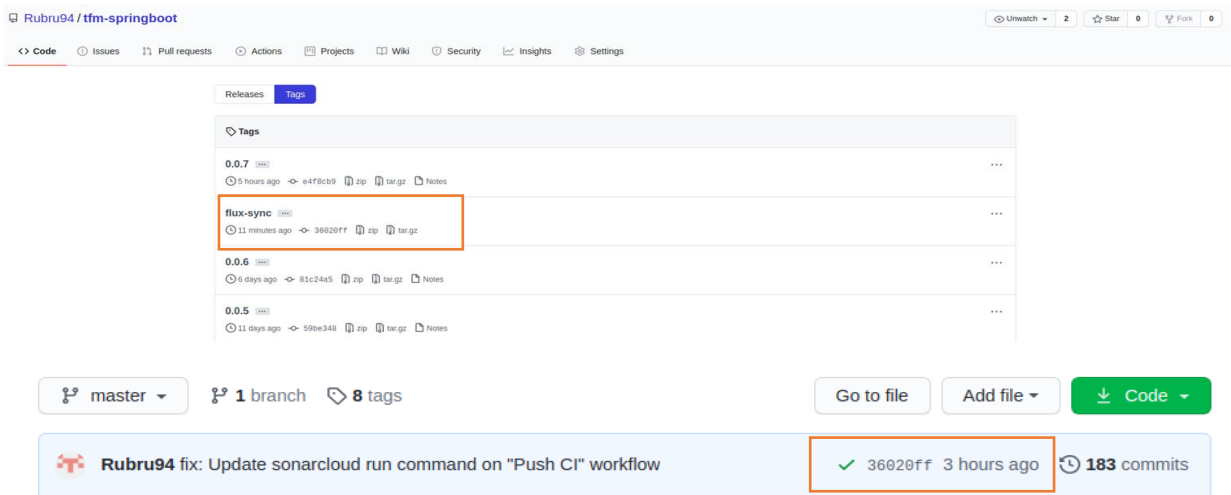 Rubru94 / tfm-springboot
Unwatch 2 Star 0 Fork 0
Code Issues Pull requests Actions Projects Wiki Security Insights Settings
Releases Tags
Tags
0.0.7 ...
5 hours ago e4f8cb9 zip tar.gz Notes
flux-sync ...
11 minutes ago 36020ff zip tar.gz
0.0.6 ...
6 days ago 81c24a5 zip tar.gz Notes
0.0.5 ...
11 days ago 59be348 zip tar.gz Notes
master 1 branch 8 tags Go to file Add file Code
Rubru94 fix: Update sonarcloud run command on "Push CI" workflow 36020ff 3 hours ago 183 commits